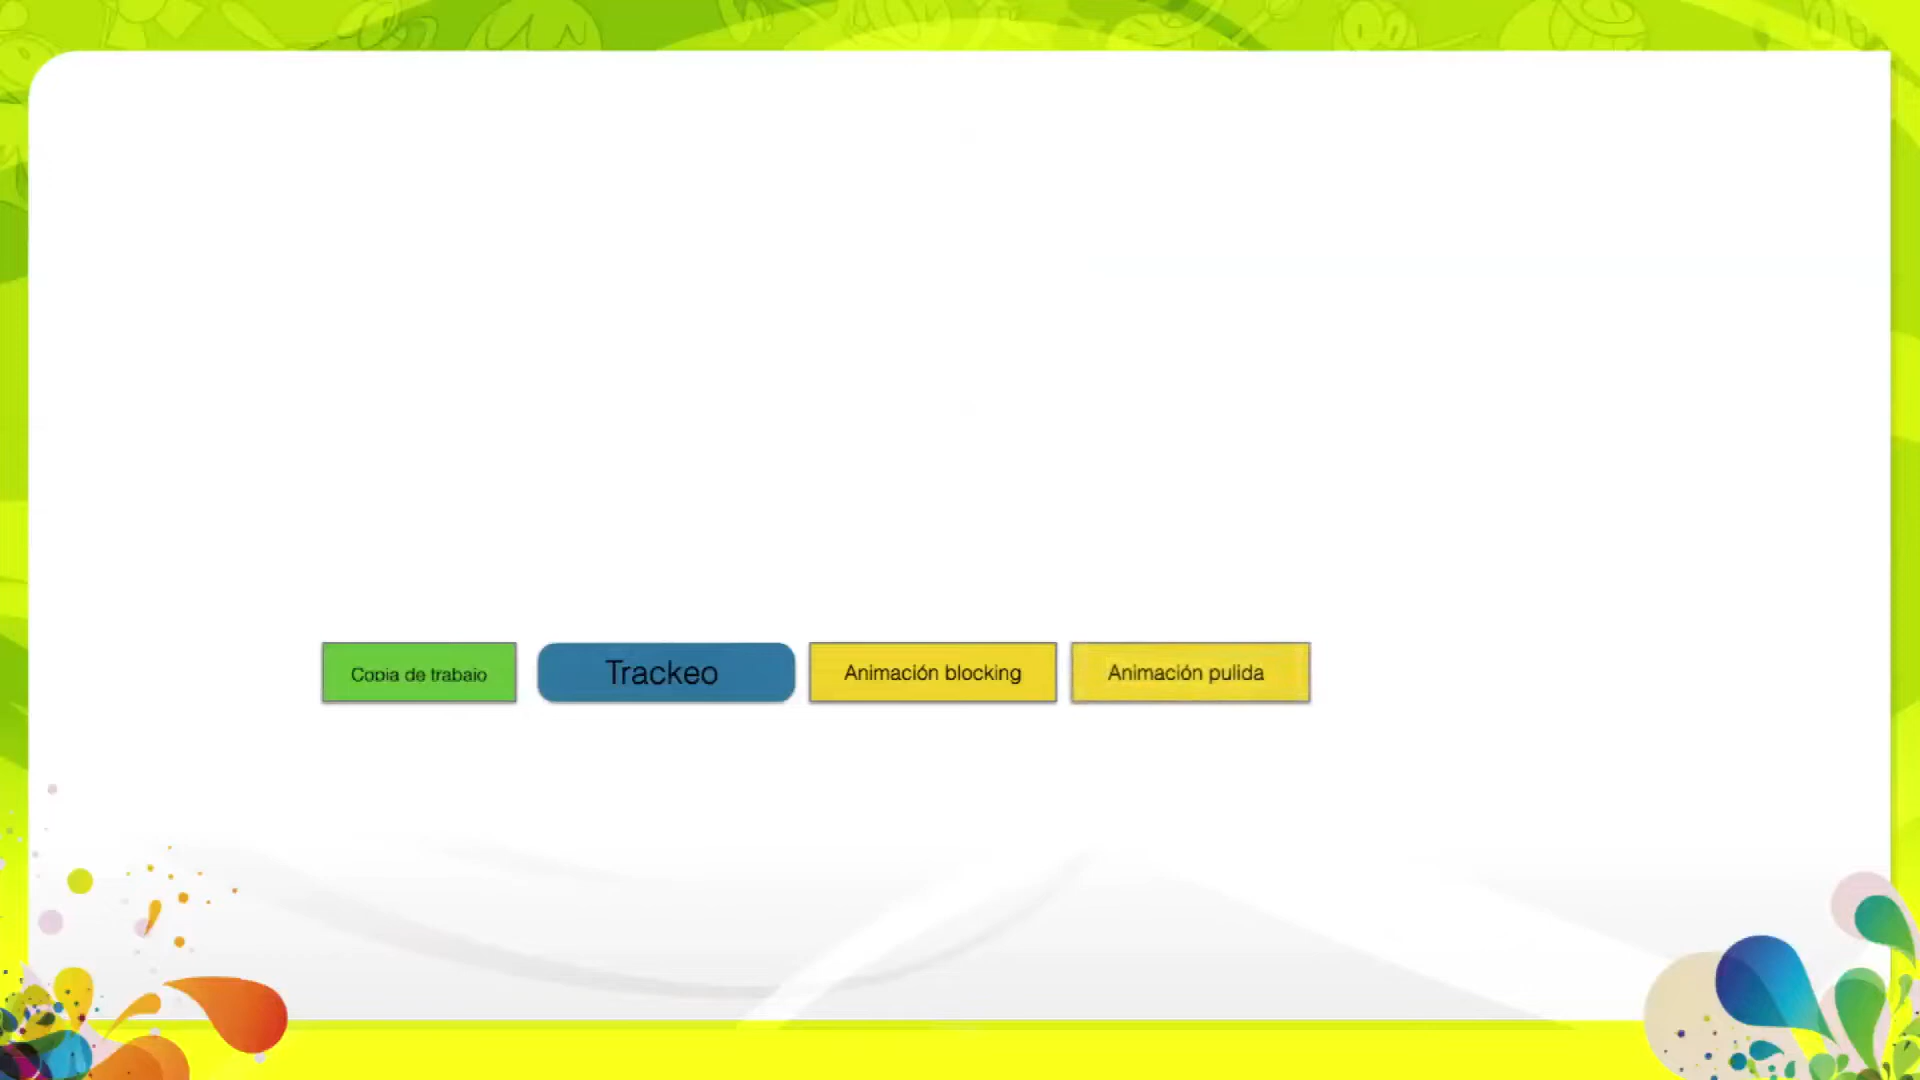 Copia de trabajo
Trackeo
Animación blocking
Animación pulida